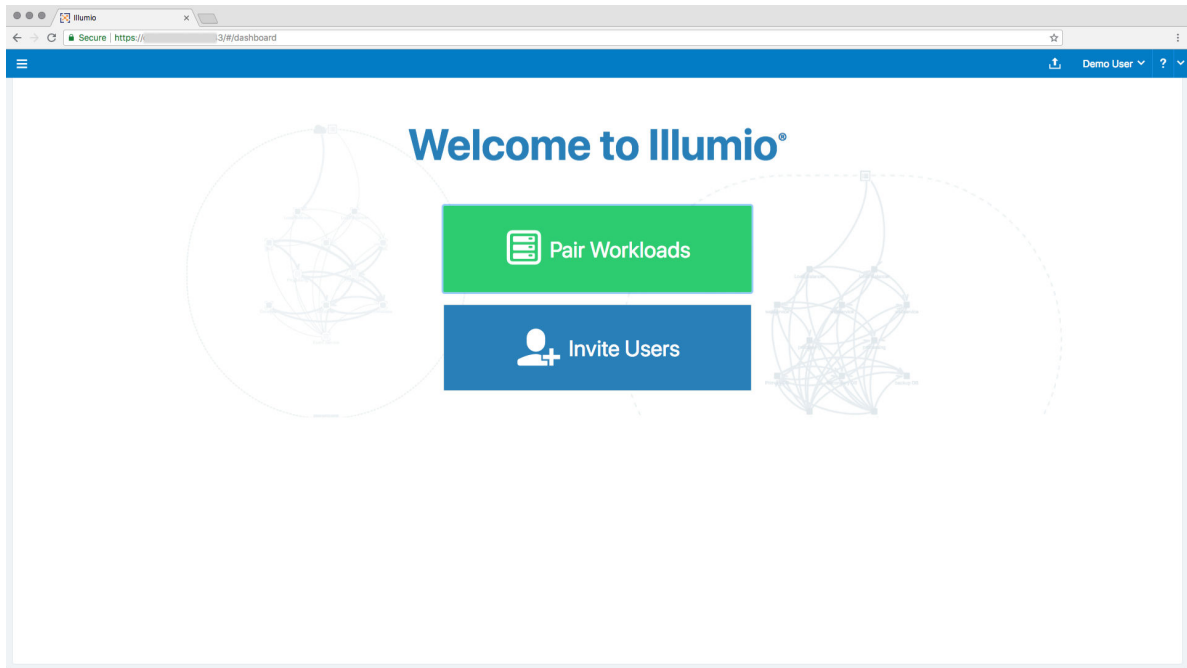 Illumio
Secure | https://
3/#/dashboard
Demo User
?
Welcome to Illumio®
Pair Workloads
Invite Users